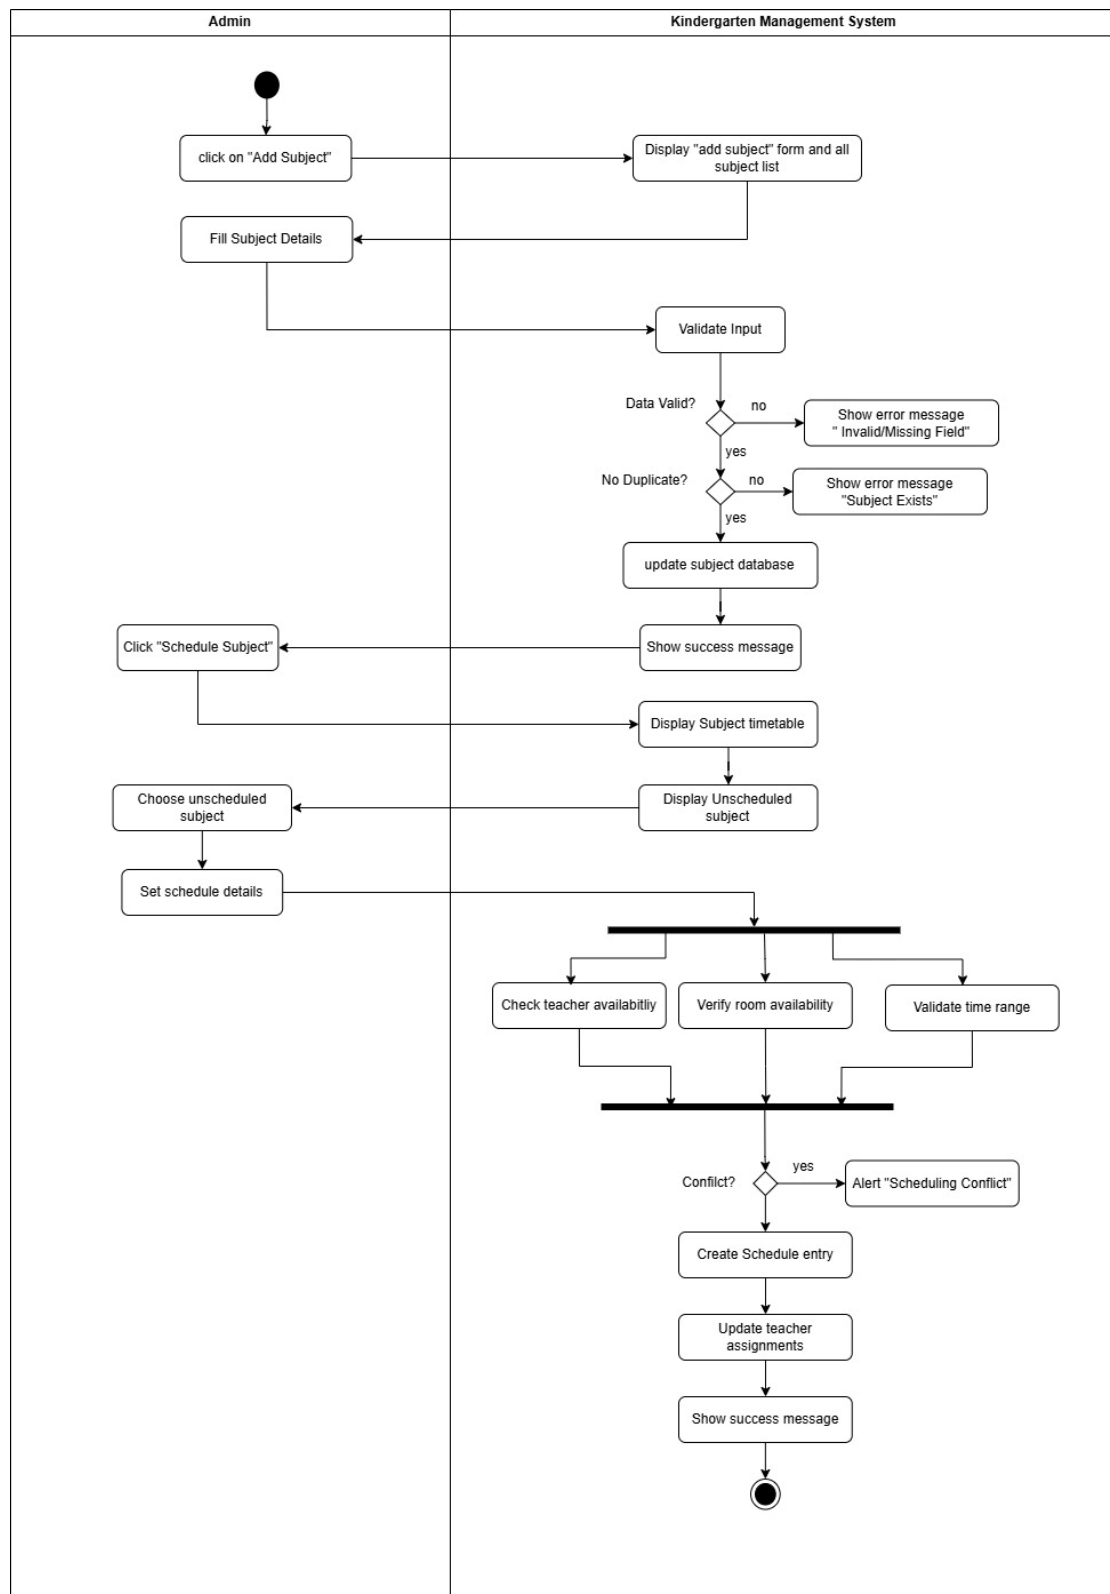 Admin
Kindergarten Management System
click on "Add Subject"
Display "add subject" form and all
subject list
Fill Subject Details
Validate Input
Data Valid?
no
Show error message
" Invalid/Missing Field"
yes
No Duplicate?
no
Show error message
"Subject Exists"
yes
update subject database
Click "Schedule Subject"
Show success message
Display Subject timetable
Choose unscheduled
subject
Display Unscheduled
subject
Set schedule details
Check teacher availabitliy
Verify room availability
Validate time range
Confilct?
yes
Alert "Scheduling Conflict"
Create Schedule entry
Update teacher
assignments
Show success message